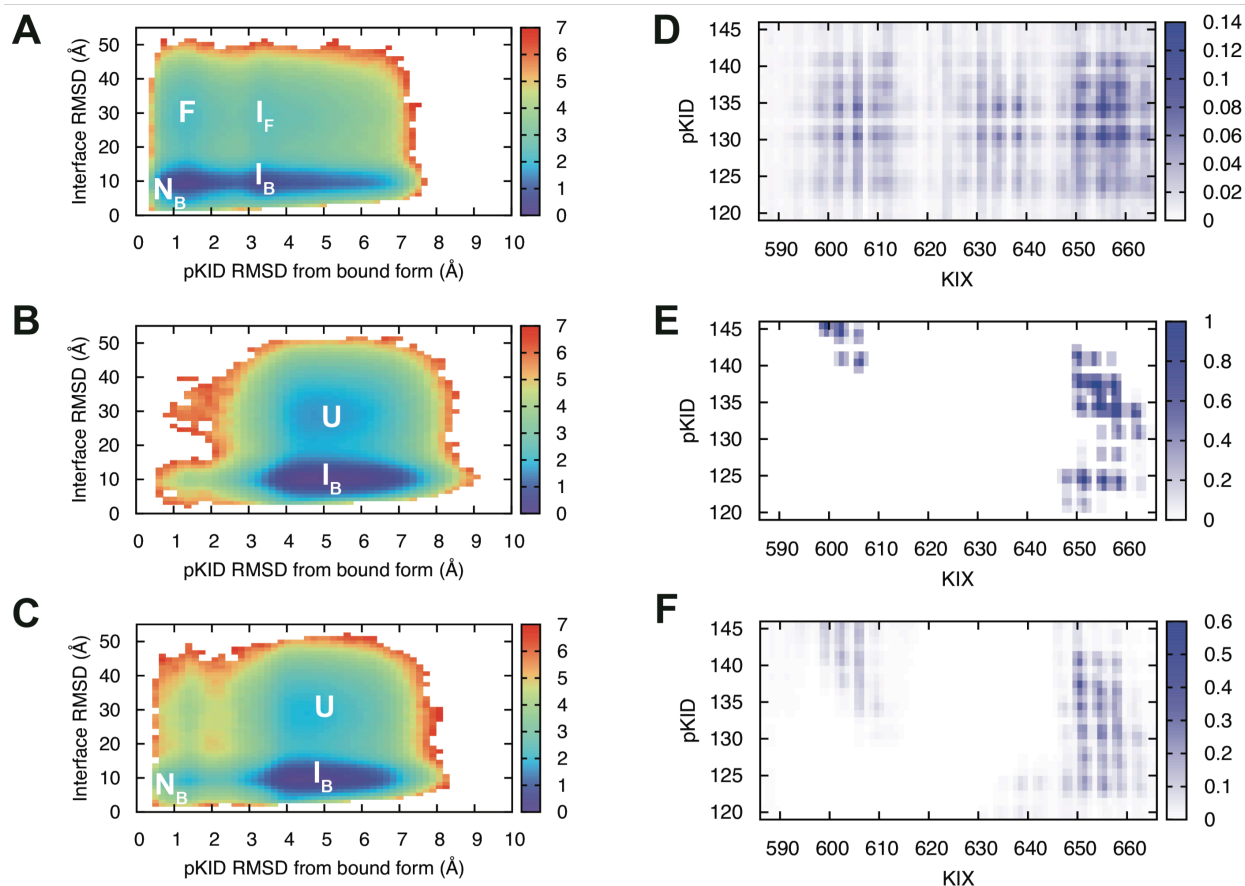 A
Interface RMSD (Å)
50
40
30
20
10
0
F
I_F
N_B
I_B
0 1 2 3 4 5 6 7 8 9 10
pKID RMSD from bound form (Å)
7
6
5
4
3
2
1
0
D
pKID
145
140
135
130
125
120
590 600 610 620 630 640 650 660
KIX
0.14
0.12
0.1
0.08
0.06
0.04
0.02
0
B
Interface RMSD (Å)
50
40
30
20
10
0
U
I_B
0 1 2 3 4 5 6 7 8 9 10
pKID RMSD from bound form (Å)
7
6
5
4
3
2
1
0
E
pKID
145
140
135
130
125
120
590 600 610 620 630 640 650 660
KIX
1
0.8
0.6
0.4
0.2
0
C
Interface RMSD (Å)
50
40
30
20
10
0
U
N_B
I_B
0 1 2 3 4 5 6 7 8 9 10
pKID RMSD from bound form (Å)
7
6
5
4
3
2
1
0
F
pKID
145
140
135
130
125
120
590 600 610 620 630 640 650 660
KIX
0.6
0.5
0.4
0.3
0.2
0.1
0